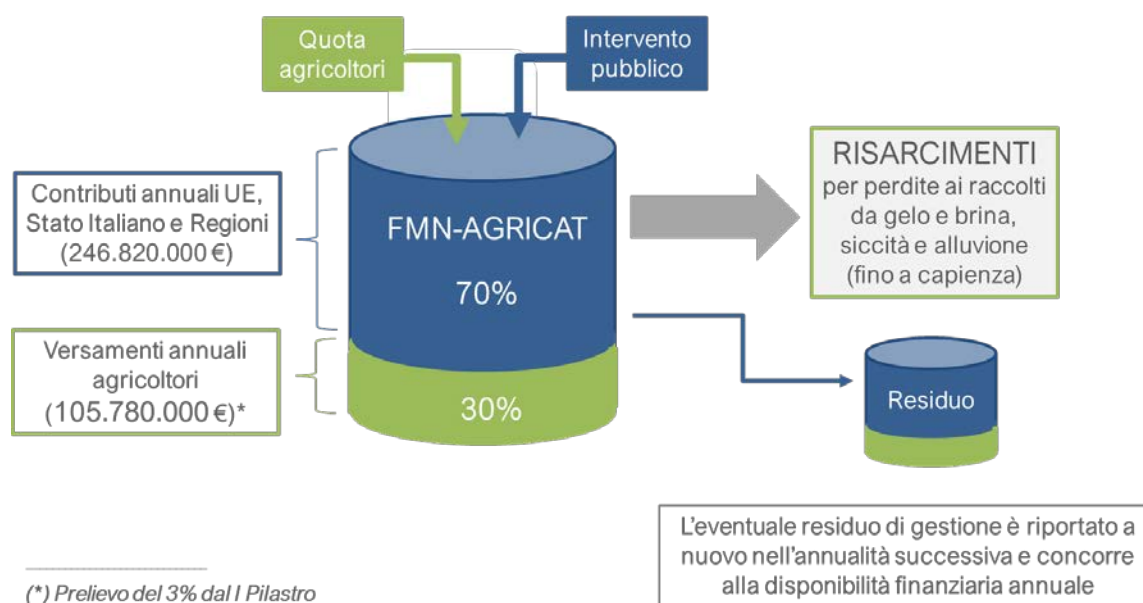 Quota
agricoltori
Intervento
pubblico
Contributi annuali UE,
Stato Italiano e Regioni
(246.820.000 €)
FMN-AGRICAT
70%
RISARCIMENTI
per perdite ai raccolti
da gelo e brina,
siccità e alluvione
(fino a capienza)
Versamenti annuali
agricoltori
(105.780.000 €)*
30%
Residuo
L'eventuale residuo di gestione è riportato a
nuovo nell'annualità successiva e concorre
alla disponibilità finanziaria annuale
(*) Prelievo del 3% dal I Pilastro